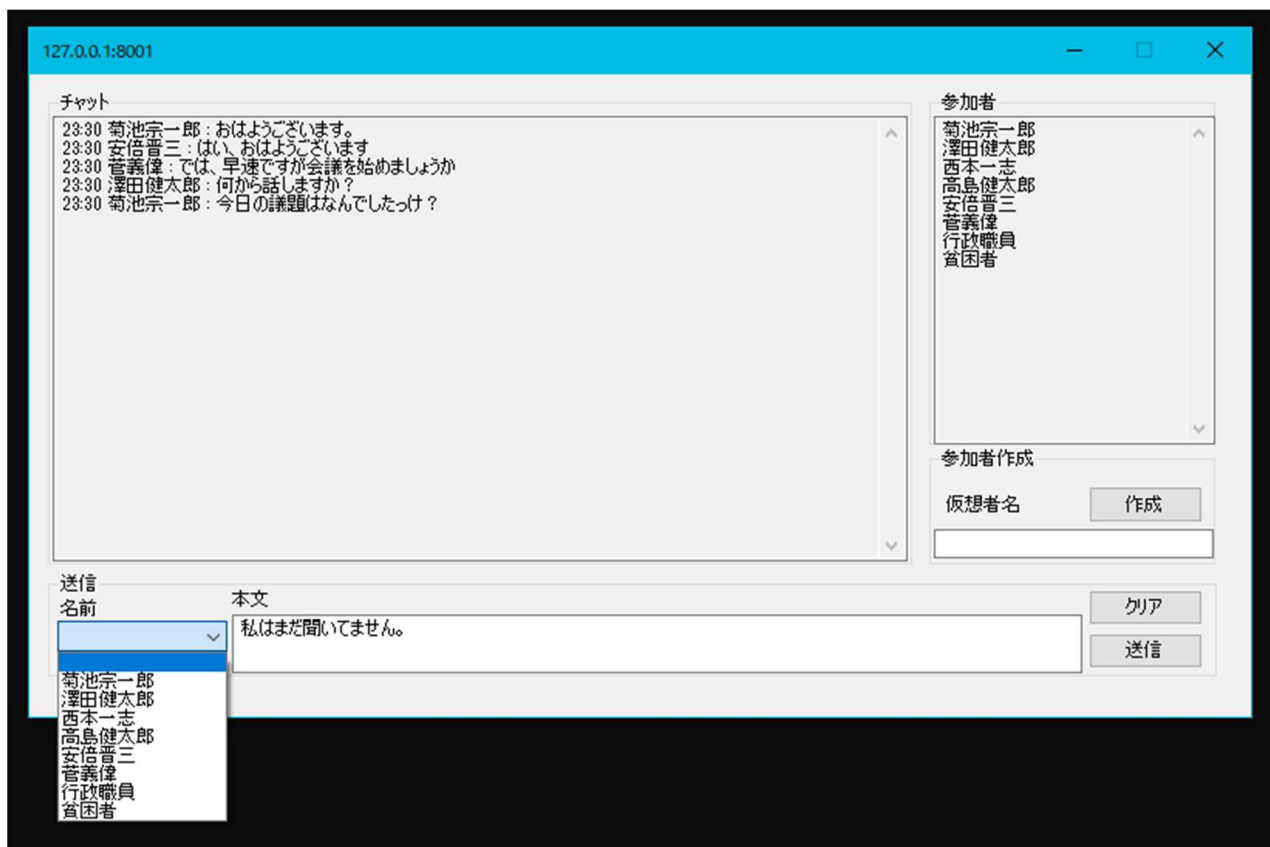 127.0.0.1:8001
チャット
23:30 菊池宗一郎 : おはようございます。
23:30 安倍晋三 : はい、おはようございます
23:30 菅義偉 : では、早速ですが会議を始めましょうか
23:30 澤田健太郎 : 何から話しますか？
23:30 菊池宗一郎 : 今日の議題はなんでしたっけ？
参加者
菊池宗一郎
澤田健太郎
西本一志
高島健太郎
安倍晋三
菅義偉
行政職員
貧困者
参加者作成
仮想者名
作成
送信
名前
本文
私はまだ聞いてません。
クリア
送信
菊池宗一郎
澤田健太郎
西本一志
高島健太郎
安倍晋三
菅義偉
行政職員
貧困者